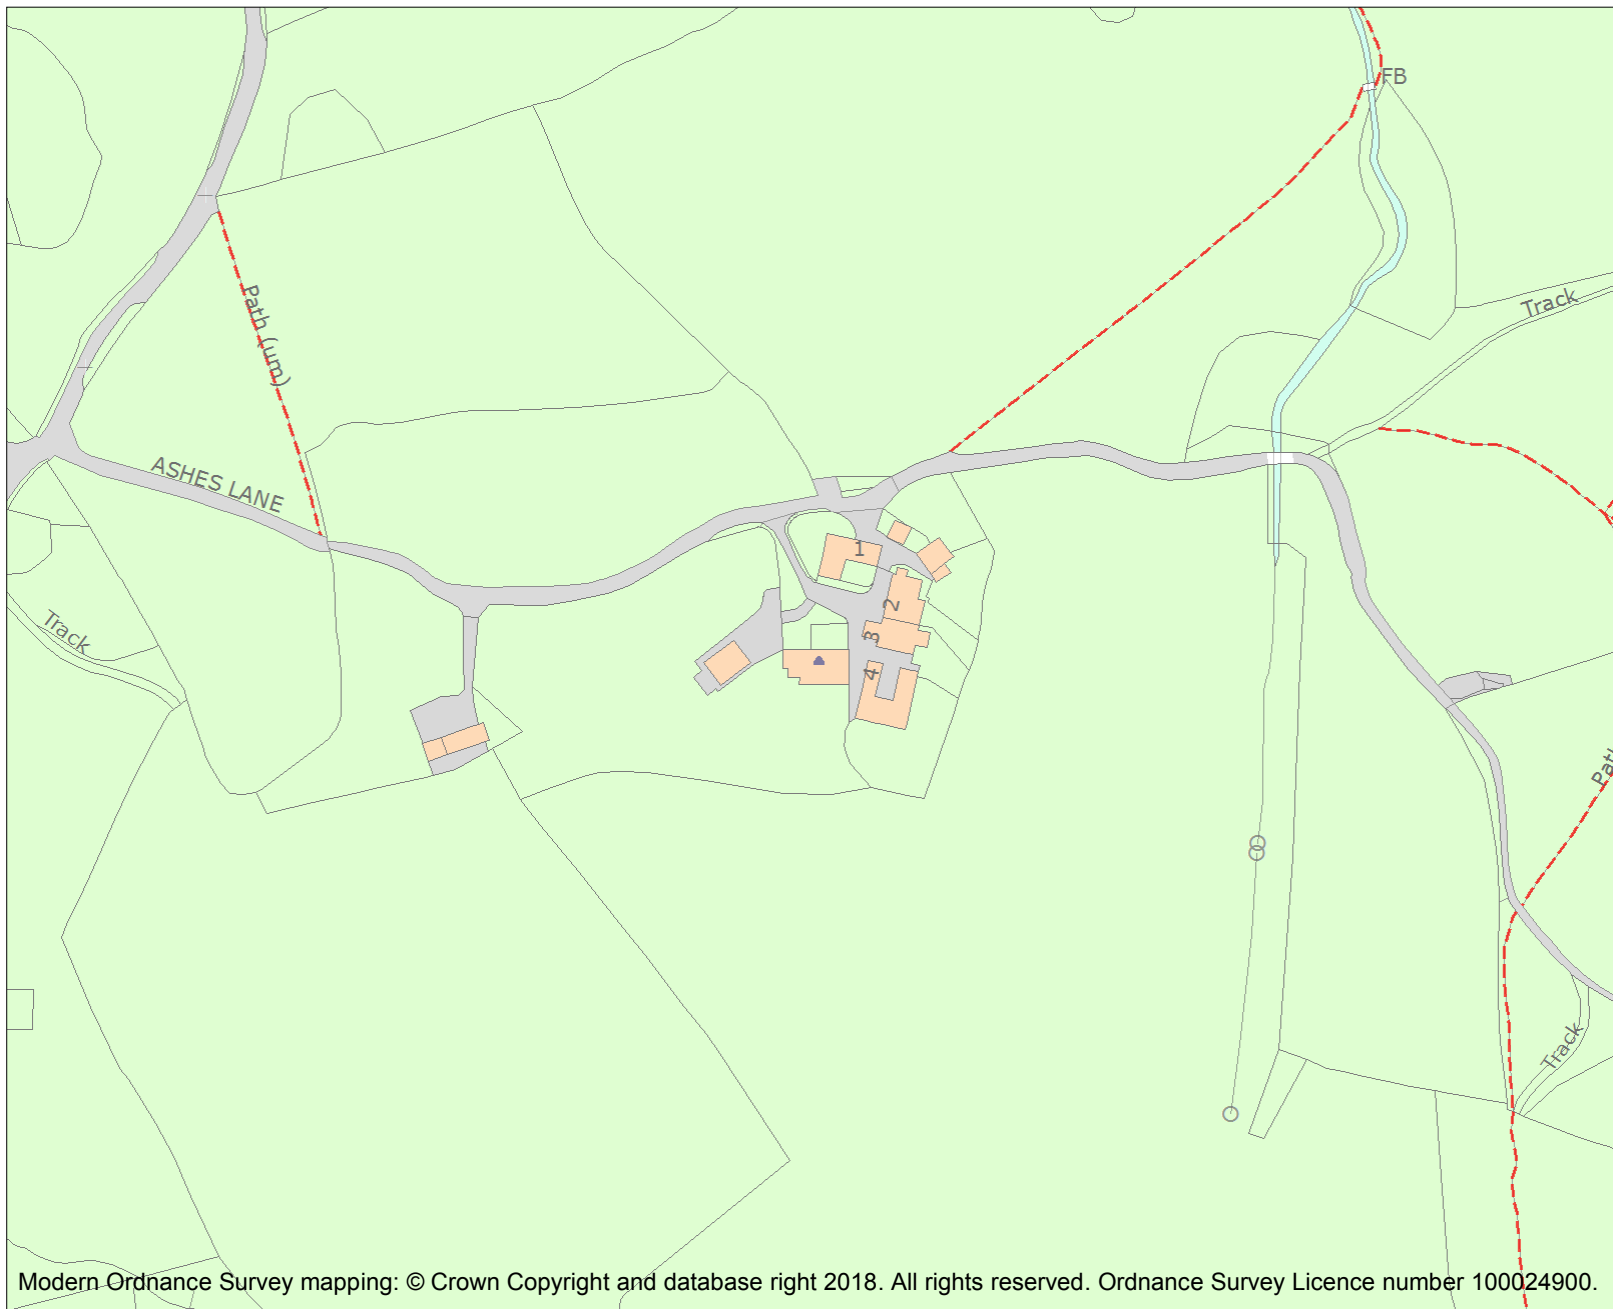 FB
Track
Path (um)
ASHES LANE
1
2
3
4
Track
Path
Track
Modern Ordnance Survey mapping: © Crown Copyright and database right 2018. All rights reserved. Ordnance Survey Licence number 100024900.